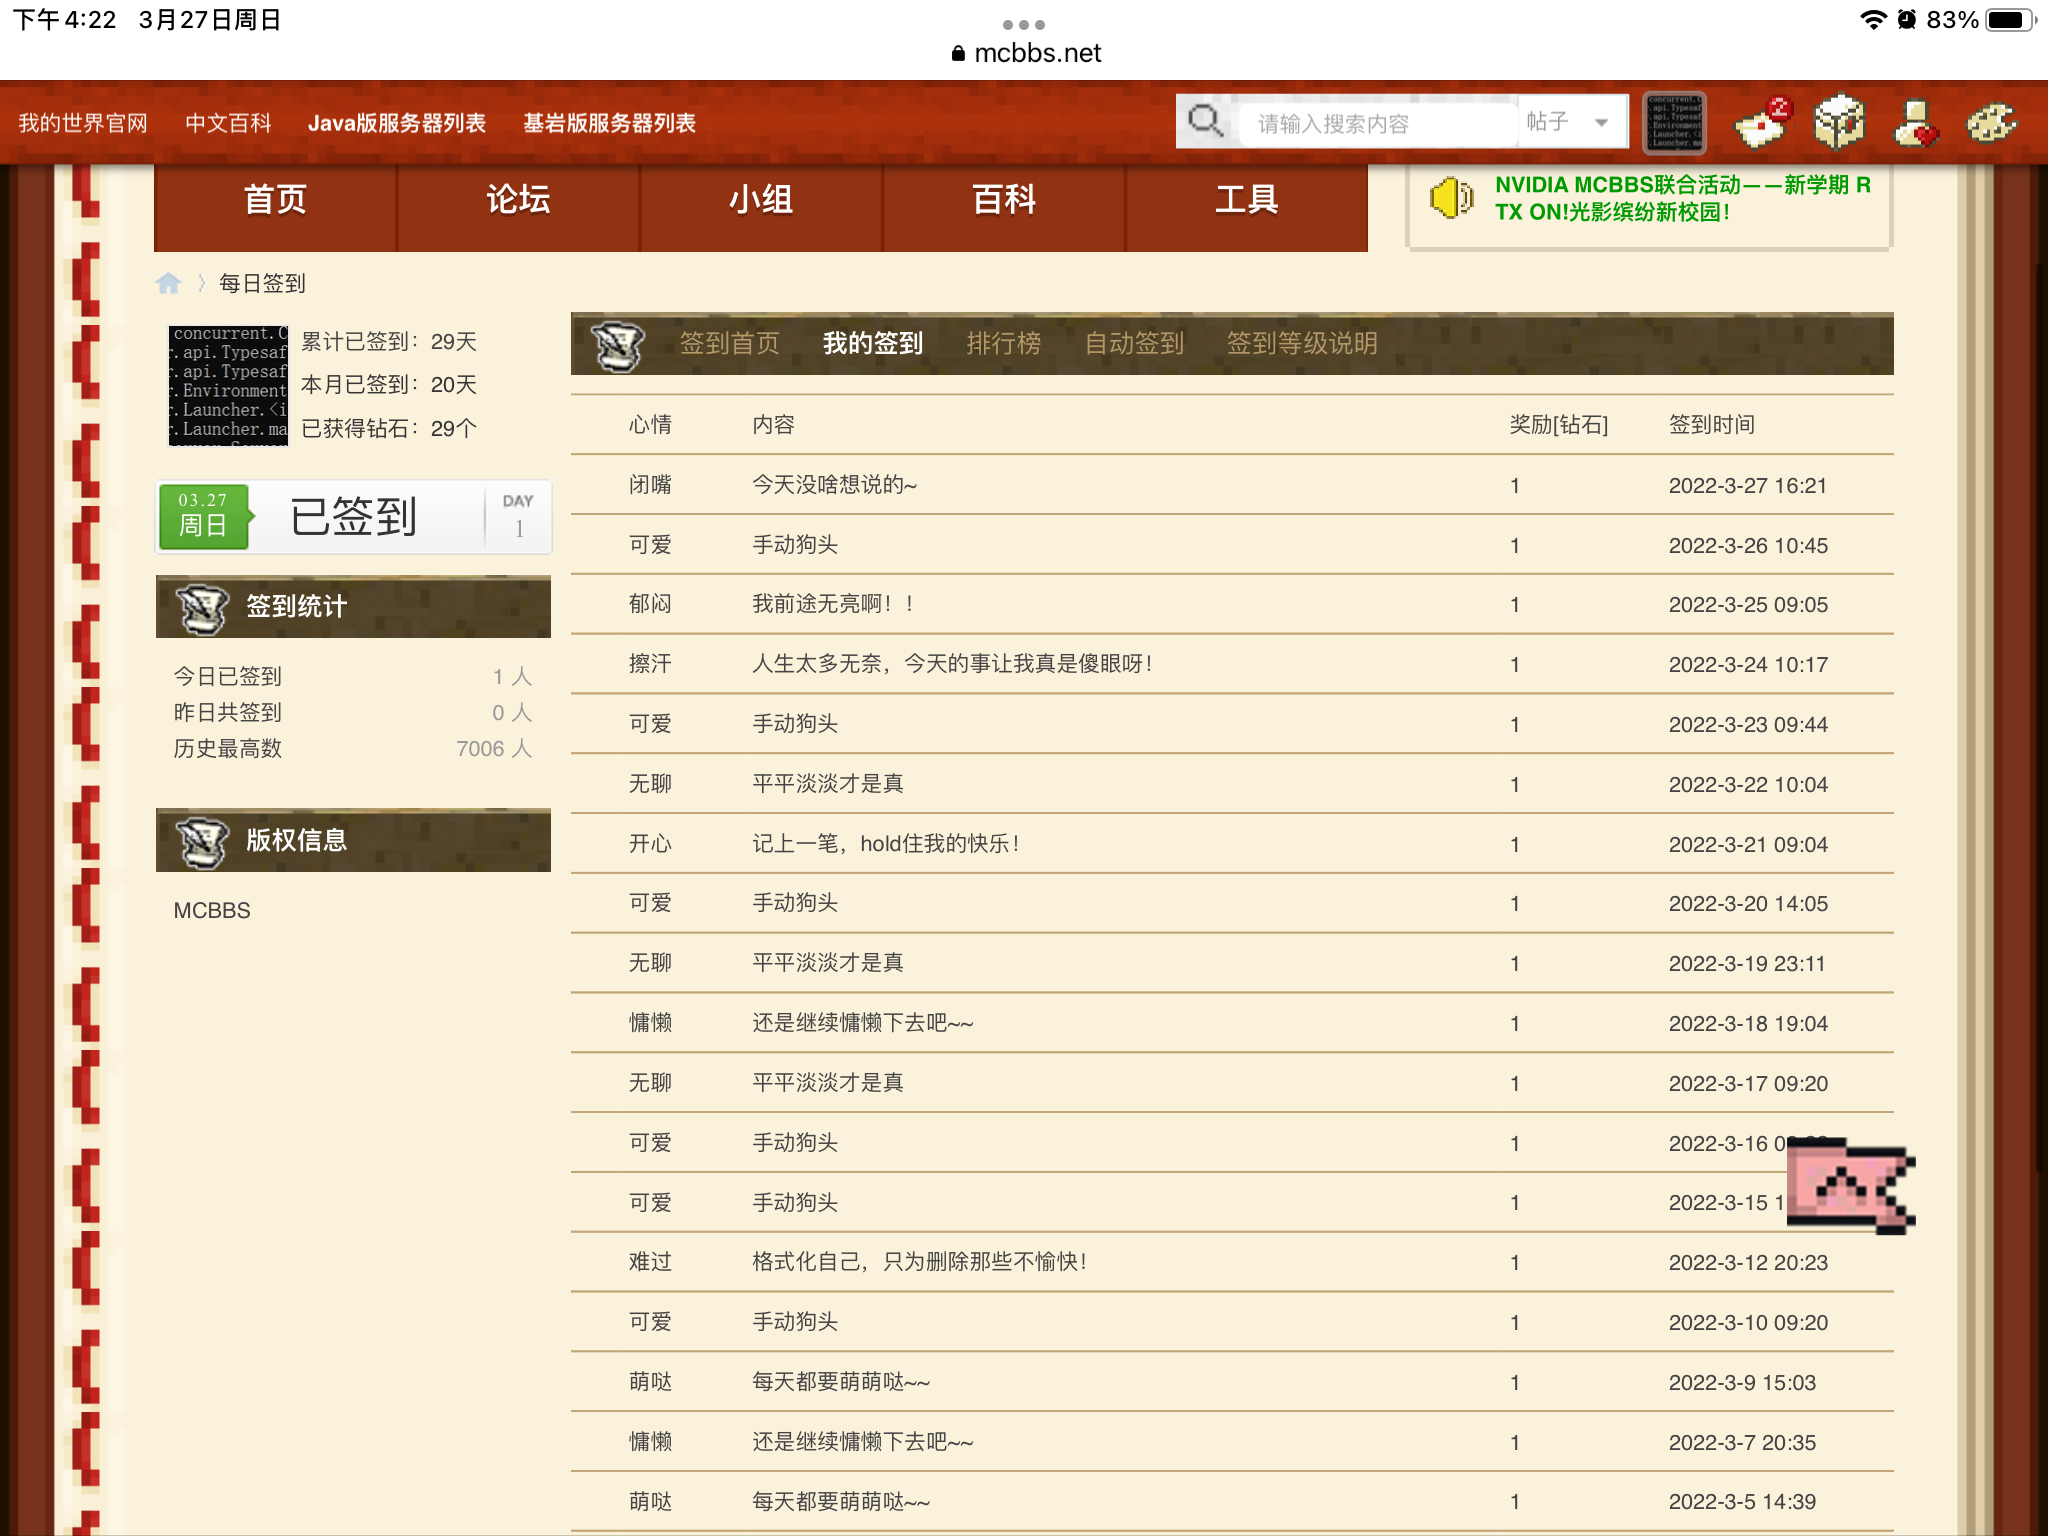 下午4:22 3月27日周日
83%
mcbbs.net
我的世界官网 中文百科 Java版服务器列表 基岩版服务器列表
请输入搜索内容 帖子
2
首页 论坛 小组 百科 工具
NVIDIA MCBBS联合活动——新学期 R
TX ON!光影缤纷新校园!
每日签到
concurrent.C
r.api.Typesaf
r.api.Typesaf
r.Environment
r.Launcher.<i
r.Launcher.ma
累计已签到：29天
本月已签到：20天
已获得钻石：29个
03.27
周日
已签到
DAY
1
签到统计
今日已签到 1 人
昨日共签到 0 人
历史最高数 7006 人
版权信息
MCBBS
签到首页 我的签到 排行榜 自动签到 签到等级说明
心情 内容 奖励[钻石] 签到时间
闭嘴 今天没啥想说的~ 1 2022-3-27 16:21
可爱 手动狗头 1 2022-3-26 10:45
郁闷 我前途无亮啊！！ 1 2022-3-25 09:05
擦汗 人生太多无奈，今天的事让我真是傻眼呀！ 1 2022-3-24 10:17
可爱 手动狗头 1 2022-3-23 09:44
无聊 平平淡淡才是真 1 2022-3-22 10:04
开心 记上一笔，hold住我的快乐！ 1 2022-3-21 09:04
可爱 手动狗头 1 2022-3-20 14:05
无聊 平平淡淡才是真 1 2022-3-19 23:11
慵懒 还是继续慵懒下去吧~~ 1 2022-3-18 19:04
无聊 平平淡淡才是真 1 2022-3-17 09:20
可爱 手动狗头 1 2022-3-16
可爱 手动狗头 1 2022-3-15
难过 格式化自己，只为删除那些不愉快！ 1 2022-3-12 20:23
可爱 手动狗头 1 2022-3-10 09:20
萌哒 每天都要萌萌哒~~ 1 2022-3-9 15:03
慵懒 还是继续慵懒下去吧~~ 1 2022-3-7 20:35
萌哒 每天都要萌萌哒~~ 1 2022-3-5 14:39